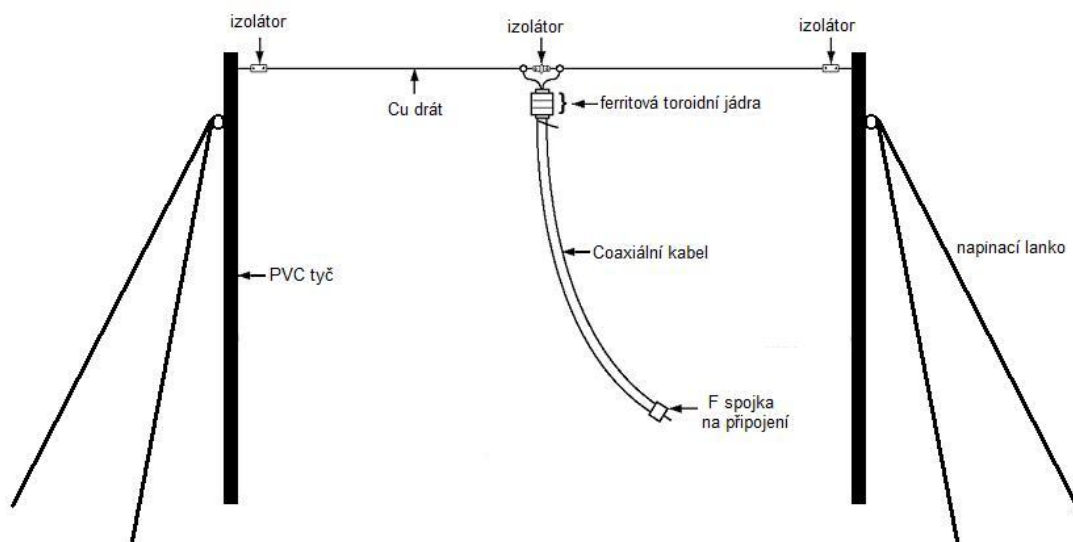 izolátor
izolátor
izolátor
Cu drát
ferritová toroidní jádra
Coaxiální kabel
napinací lanko
PVC tyč
F spojka
na připojení